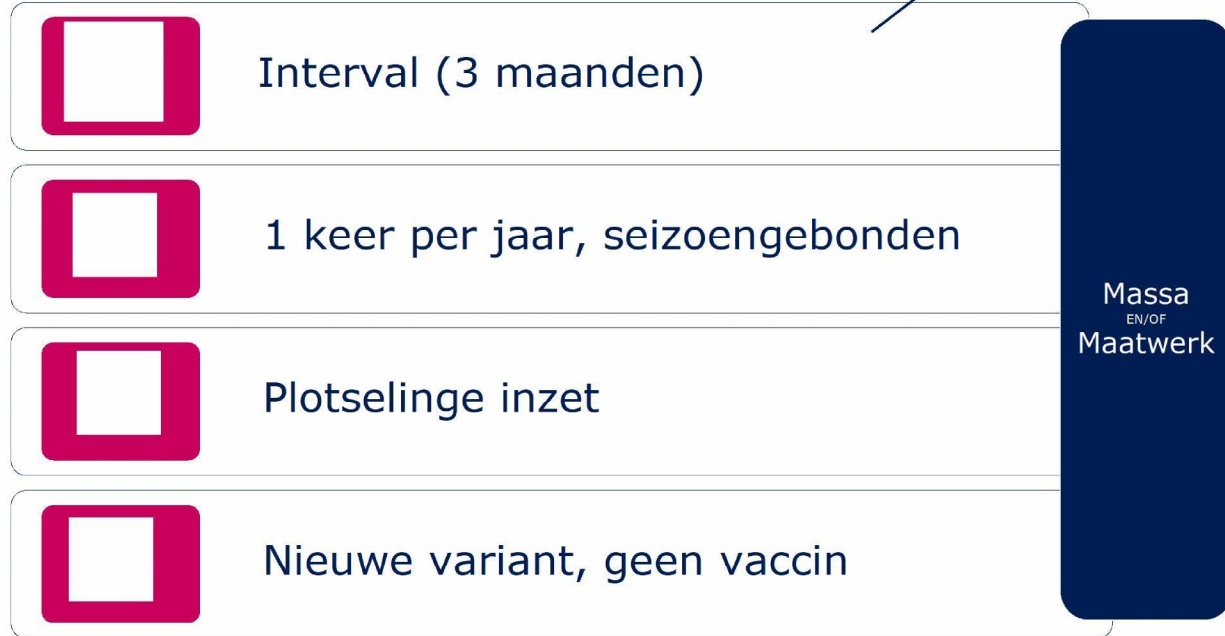 Interval (3 maanden)
1 keer per jaar, seizoengebonden
Plotselinge inzet
Nieuwe variant, geen vaccin
Massa
EN/OF
Maatwerk